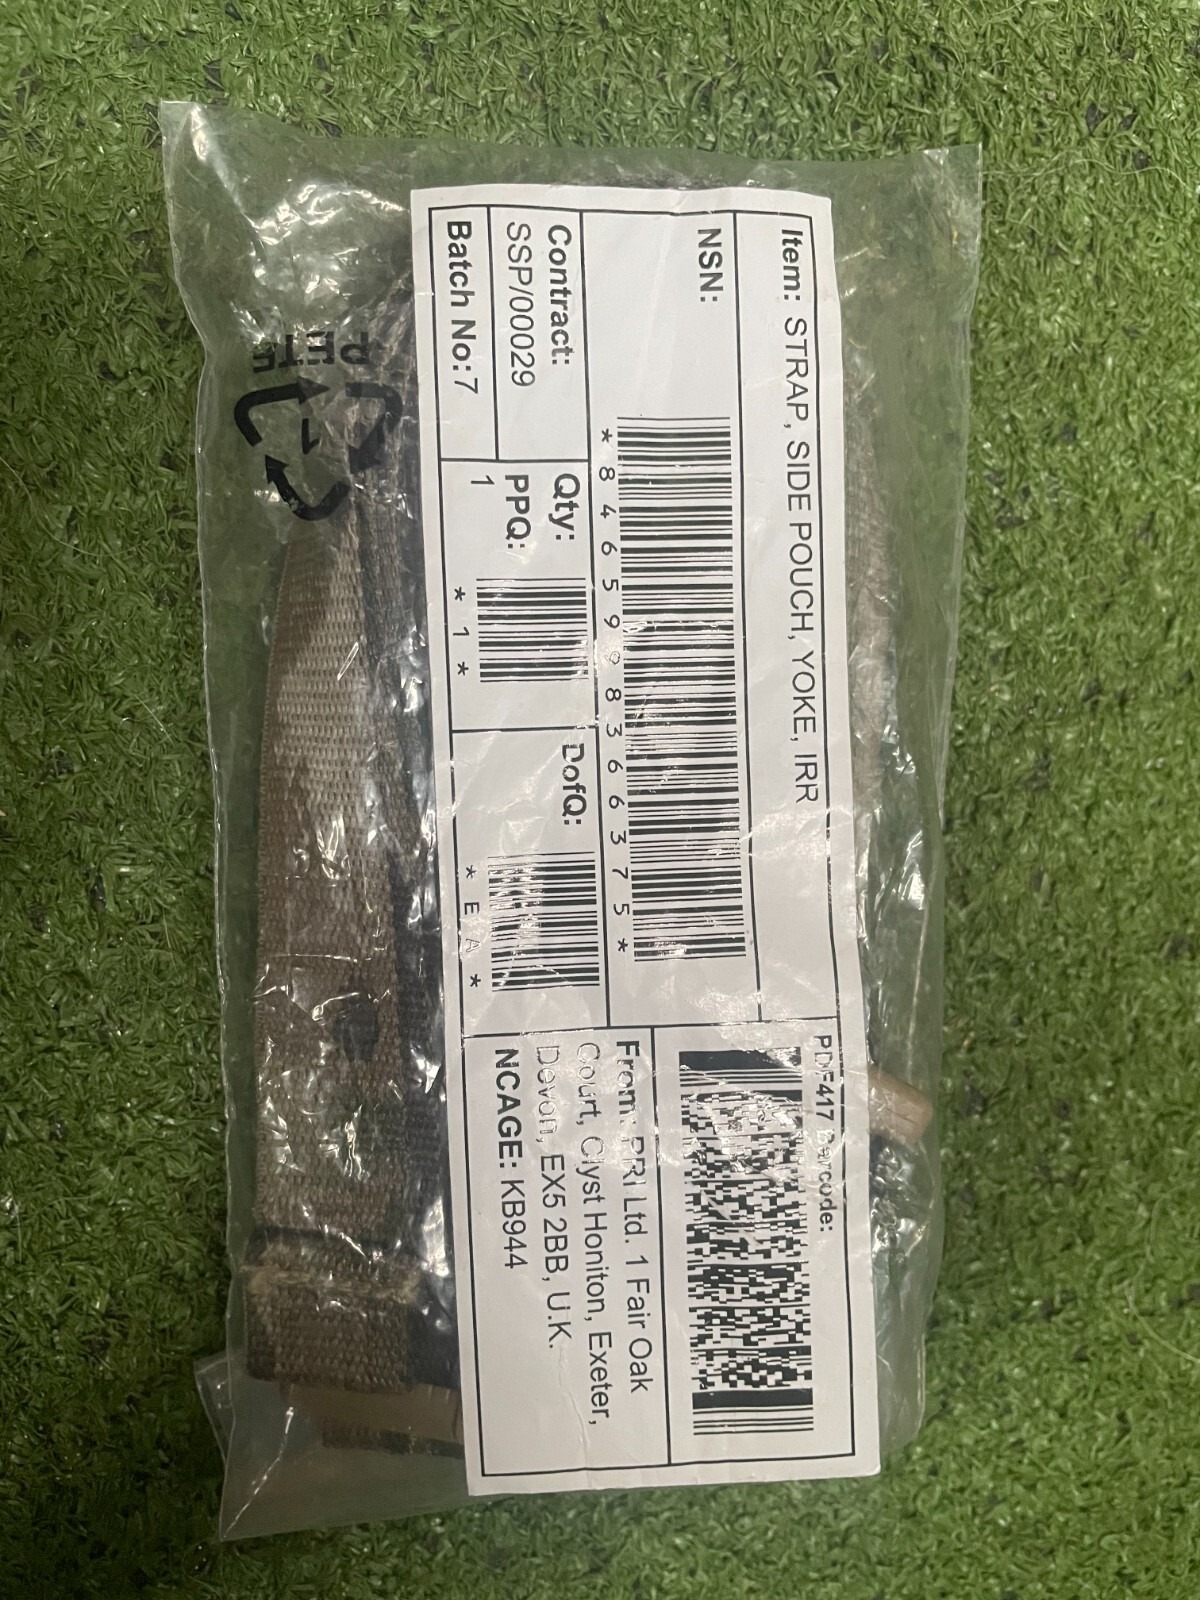 Item: STRAP, SIDE POUCH, YOKE, IRR
NSN:
*8465998366375*
Contract:
SSP/00029
Batch No:7
Qty:
PPQ:
1
*1*
DofQ:
*EA*
PDF417 Barcode:
From: PRI Ltd. 1 Fair Oak
Court, Clyst Honiton, Exeter,
Devon, EX5 2BB, U.K.
NCAGE: KB944
1
PETE